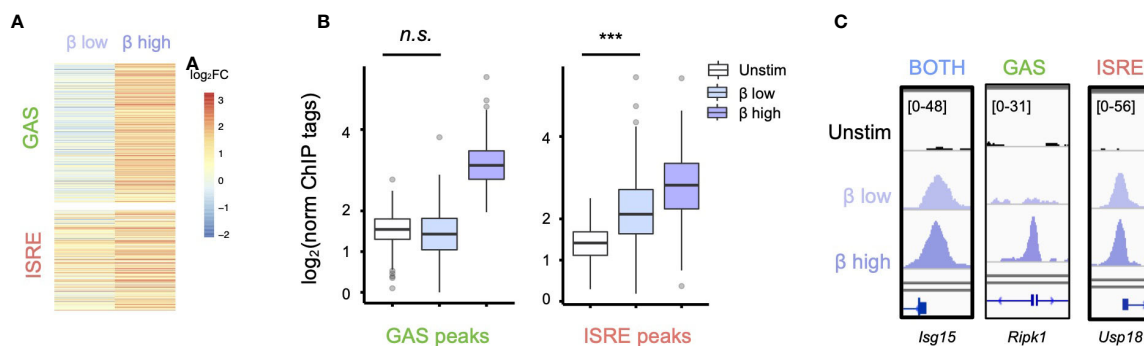 A
β low β high
A
log₂FC
3
2
1
0
−1
−2
GAS
ISRE
B
n.s.
***
Unstim
β low
β high
log₂(norm ChIP tags)
4
2
1
0
4
2
1
0
GAS peaks
ISRE peaks
C
BOTH GAS ISRE
[0-48] [0-31] [0-56]
Unstim
β low
β high
Isg15 Ripk1 Usp18